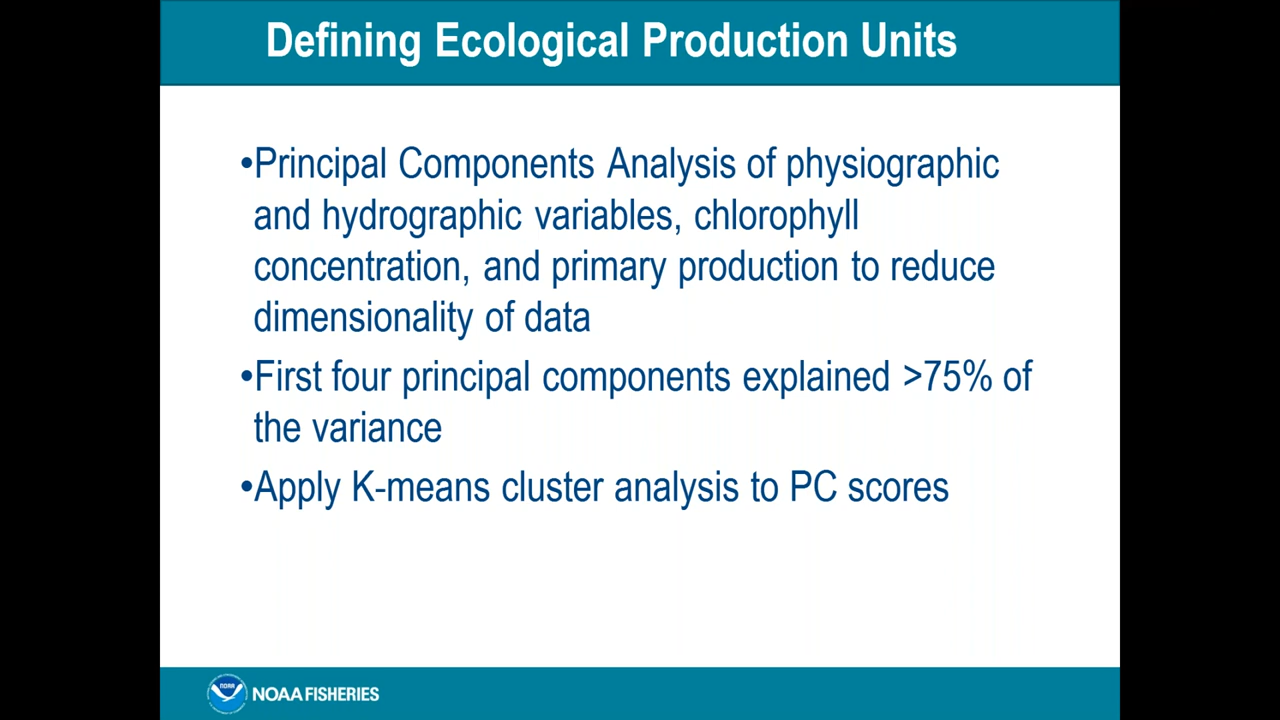 Defining Ecological Production Units
•Principal Components Analysis of physiographic
and hydrographic variables, chlorophyll
concentration, and primary production to reduce
dimensionality of data
•First four principal components explained >75% of
the variance
•Apply K-means cluster analysis to PC scores
NOAA
NOAA FISHERIES